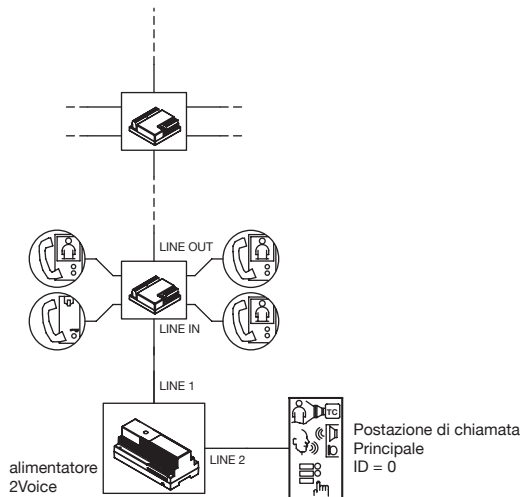 LINE OUT
LINE IN
LINE 1
TC
Postazione di chiamata
Principale
ID = 0
LINE 2
alimentatore
2Voice